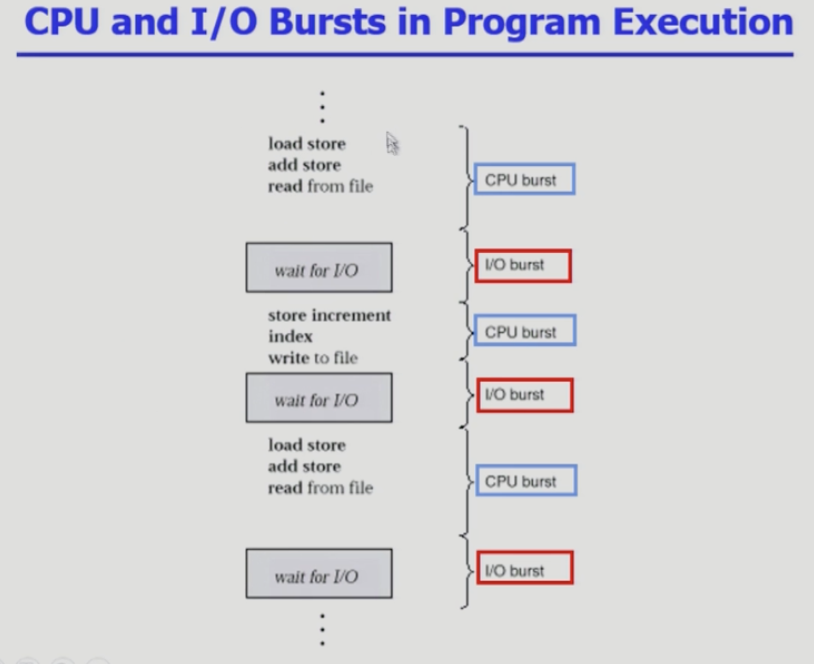 CPU and I/O Bursts in Program Execution
load store
add store
read from file
CPU burst
wait for I/O
I/O burst
store increment
index
write to file
CPU burst
wait for I/O
I/O burst
load store
add store
read from file
CPU burst
wait for I/O
I/O burst